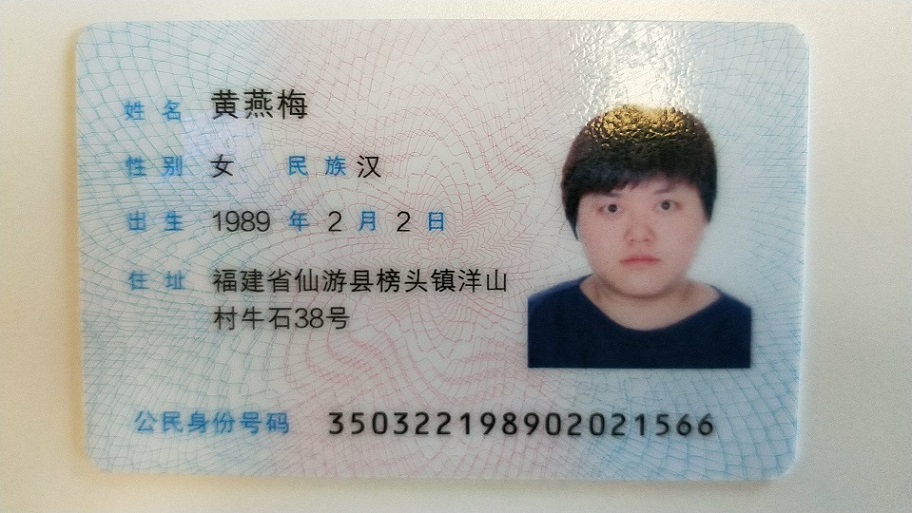 姓名 黄燕梅
性别 女 民族 汉
出生 1989 年 2 月 2 日
住址 福建省仙游县榜头镇洋山
村牛石38号
公民身份号码 350322198902021566